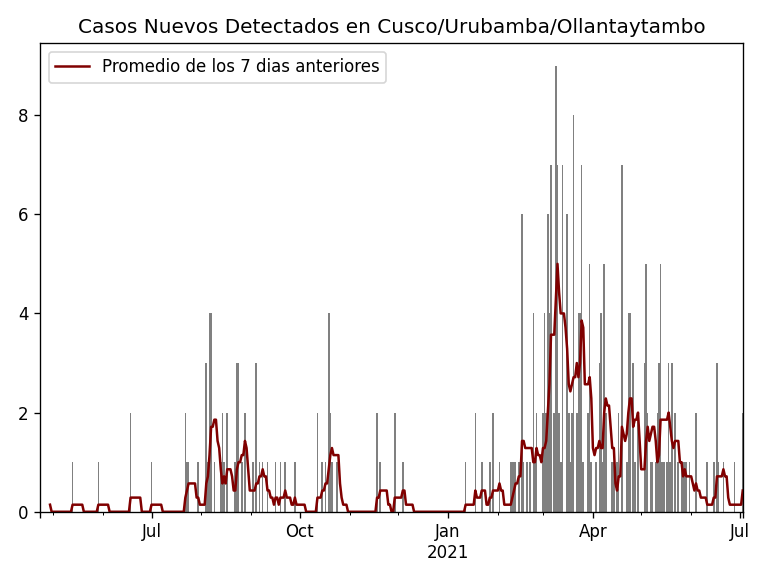 Casos Nuevos Detectados en Cusco/Urubamba/Ollantaytambo
Promedio de los 7 dias anteriores
8
6
4
2
0
Jul
Oct
Jan
Apr
Jul
2021